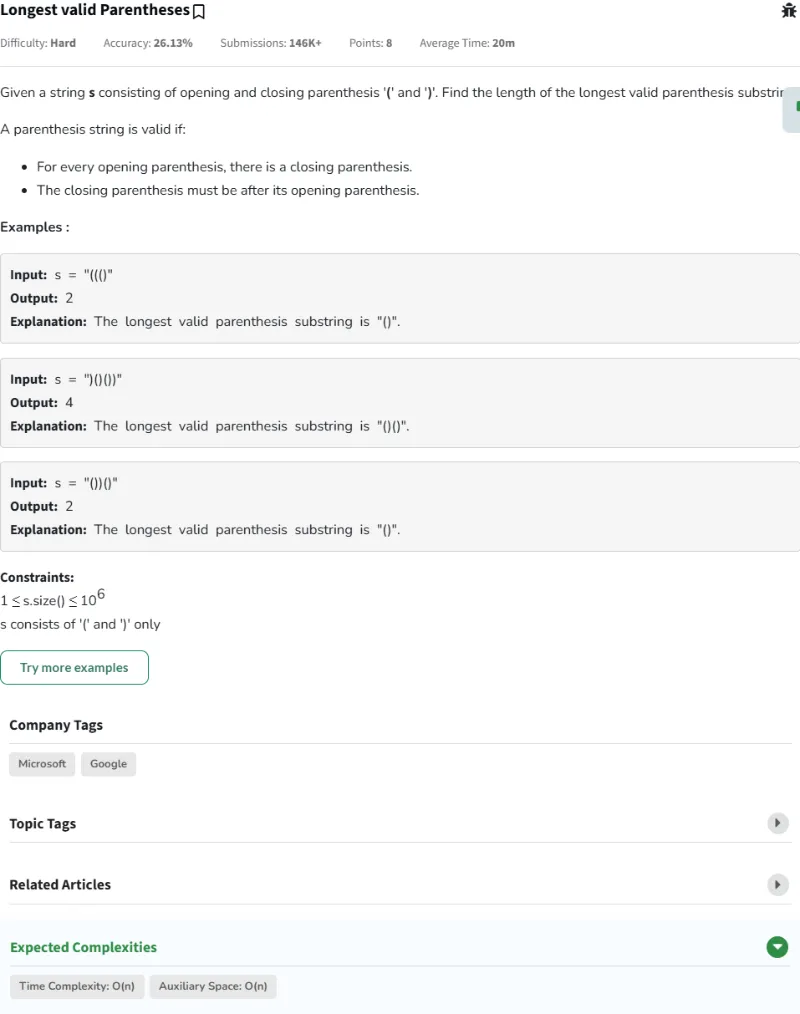 Longest valid Parentheses
Difficulty: Hard Accuracy: 26.13% Submissions: 146K+ Points: 8 Average Time: 20m
Given a string s consisting of opening and closing parenthesis '(' and ')'. Find the length of the longest valid parenthesis substrin
A parenthesis string is valid if:
• For every opening parenthesis, there is a closing parenthesis.
• The closing parenthesis must be after its opening parenthesis.
Examples :
Input: s = "((()"
Output: 2
Explanation: The longest valid parenthesis substring is "()".
Input: s = ")()())"
Output: 4
Explanation: The longest valid parenthesis substring is "()()".
Input: s = "())()"
Output: 2
Explanation: The longest valid parenthesis substring is "()".
Constraints:
1 ≤ s.size() ≤ 10^6
s consists of '(' and ')' only
Try more examples
Company Tags
Microsoft Google
Topic Tags
Related Articles
Expected Complexities
Time Complexity: O(n) Auxiliary Space: O(n)